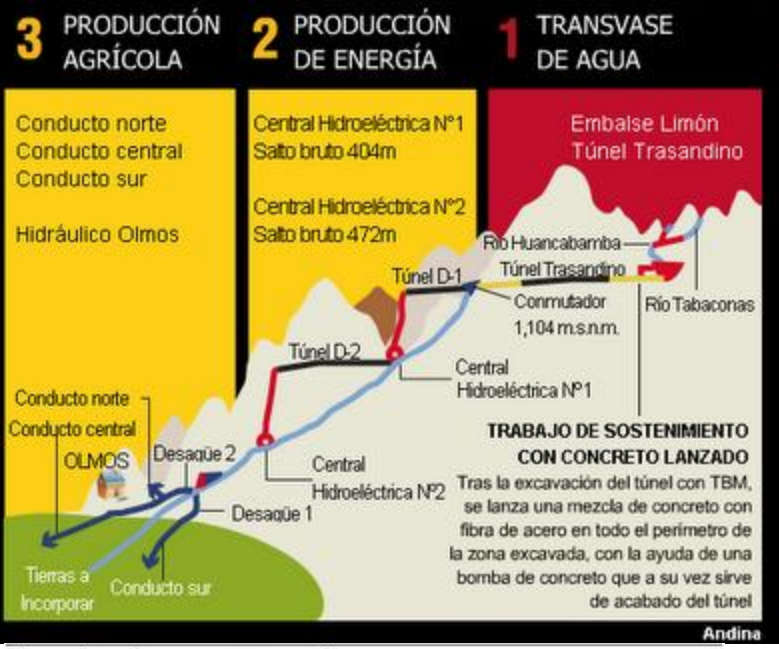 3 PRODUCCIÓN
AGRÍCOLA
2 PRODUCCIÓN
DE ENERGÍA
1 TRANSVASE
DE AGUA
Conducto norte
Conducto central
Conducto sur
Hidráulico Olmos
Central Hidroeléctrica N°1
Salto bruto 404m
Central Hidroeléctrica N°2
Salto bruto 472m
Embalse Limón
Túnel Trasandino
Río Huancabamba
Túnel Trasandino
Río Tabaconas
Túnel D-1
Conmutador
1,104 m.s.n.m.
Túnel D-2
Central
Hidroeléctrica Nº1
Conducto norte
Conducto central
OLMOS
Desagüe 2
Central
Hidroeléctrica Nº2
Desagüe 1
Tierras a
Incorporar
Conducto sur
TRABAJO DE SOSTENIMIENTO
CON CONCRETO LANZADO
Tras la excavación del túnel con TBM,
se lanza una mezcla de concreto con
fibra de acero en todo el perímetro de
la zona excavada, con la ayuda de una
bomba de concreto que a su vez sirve
de acabado del túnel
Andina